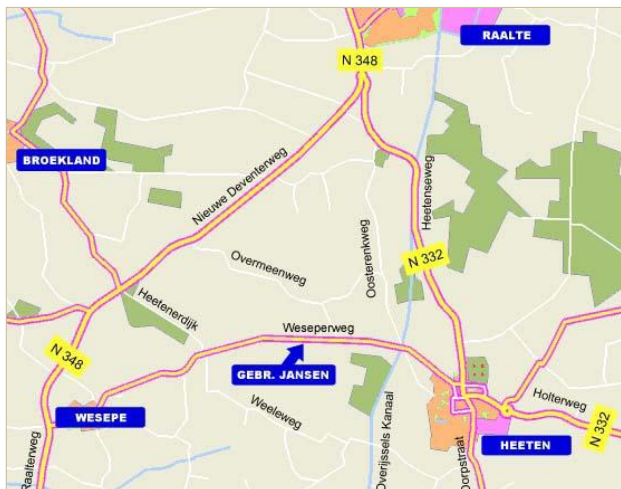 RAALTE
N 348
BROEKLAND
Nieuwe Deventerweg
Heetenseweg
Oosterenkweg
Overmeenweg
N 332
Heetenerdijk
Weseperweg
N 348
GEBR. JANSEN
WESEPE
Weeleweg
Holterweg
Overijssels Kanaal
Dorpstraat
HEETEN
N 332
Raalterweg